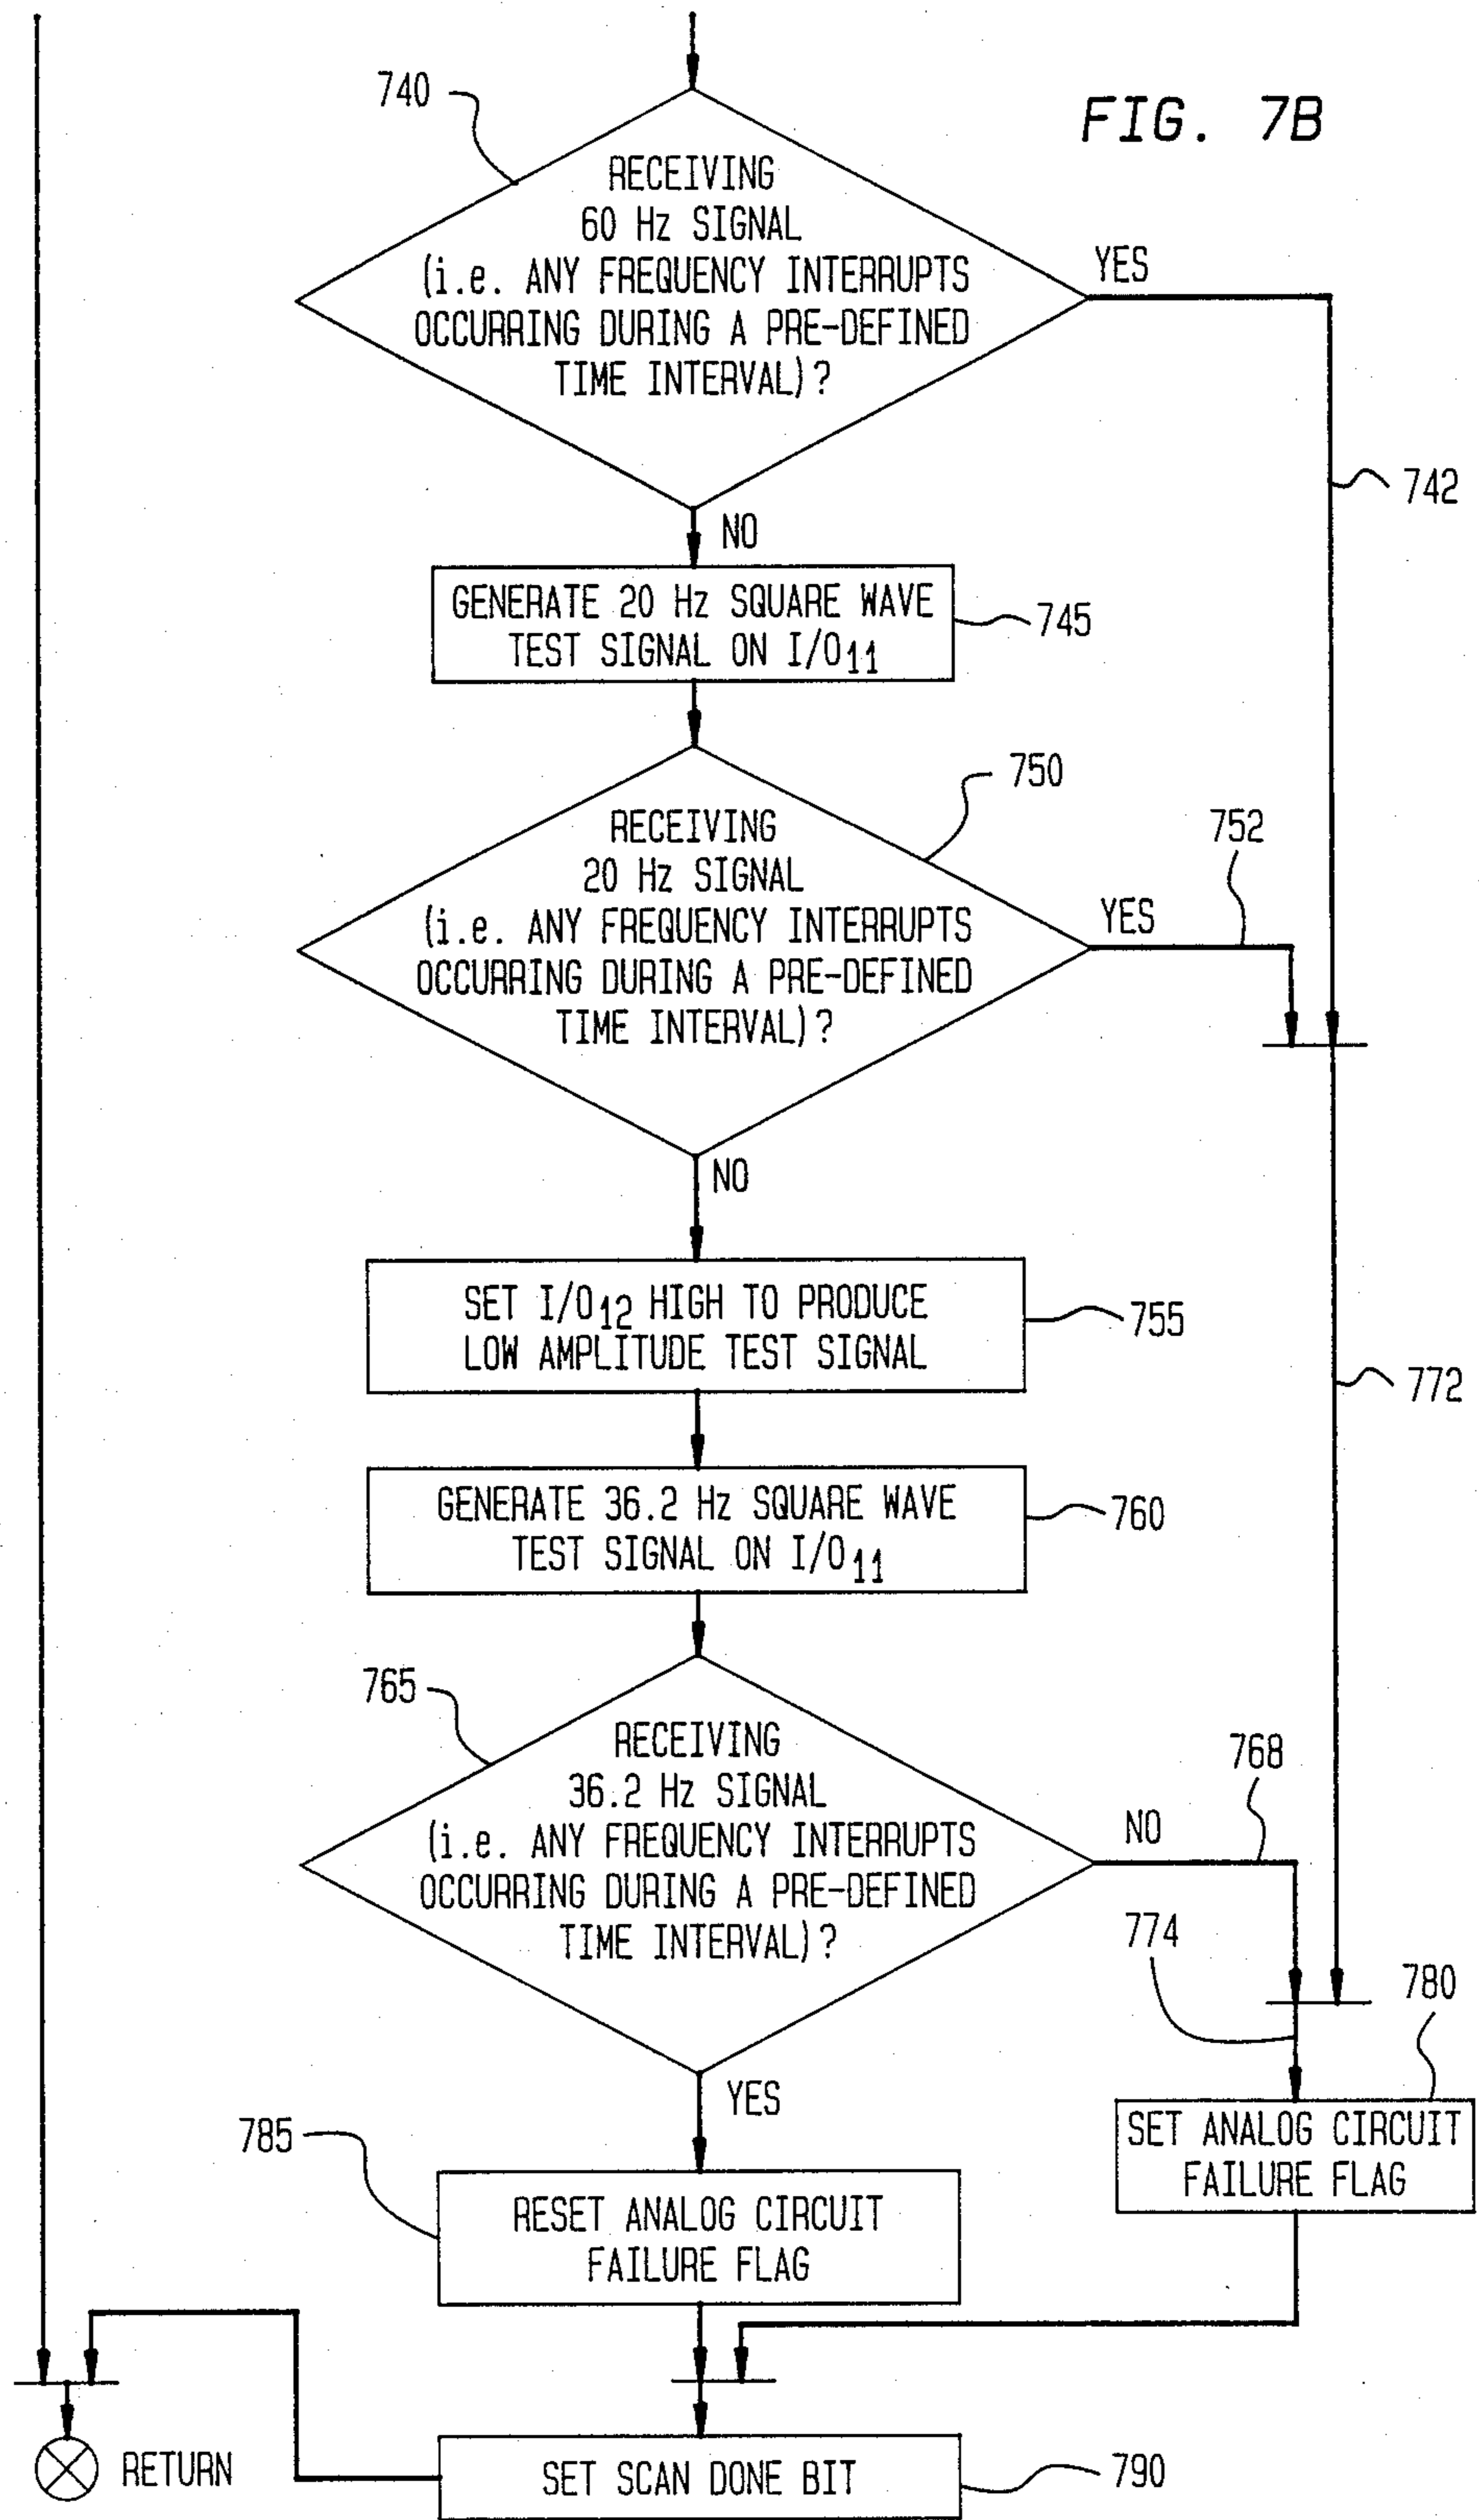 FIG. 7B
740
RECEIVING
60 Hz SIGNAL
(i.e. ANY FREQUENCY INTERRUPTS
OCCURRING DURING A PRE-DEFINED
TIME INTERVAL)?
YES
742
NO
GENERATE 20 Hz SQUARE WAVE
TEST SIGNAL ON I/O11
745
750
RECEIVING
20 Hz SIGNAL
(i.e. ANY FREQUENCY INTERRUPTS
OCCURRING DURING A PRE-DEFINED
TIME INTERVAL)?
YES
752
NO
SET I/O12 HIGH TO PRODUCE
LOW AMPLITUDE TEST SIGNAL
755
772
GENERATE 36.2 Hz SQUARE WAVE
TEST SIGNAL ON I/O11
760
765
RECEIVING
36.2 Hz SIGNAL
(i.e. ANY FREQUENCY INTERRUPTS
OCCURRING DURING A PRE-DEFINED
TIME INTERVAL)?
NO
768
774
780
YES
SET ANALOG CIRCUIT
FAILURE FLAG
785
RESET ANALOG CIRCUIT
FAILURE FLAG
RETURN
SET SCAN DONE BIT
790